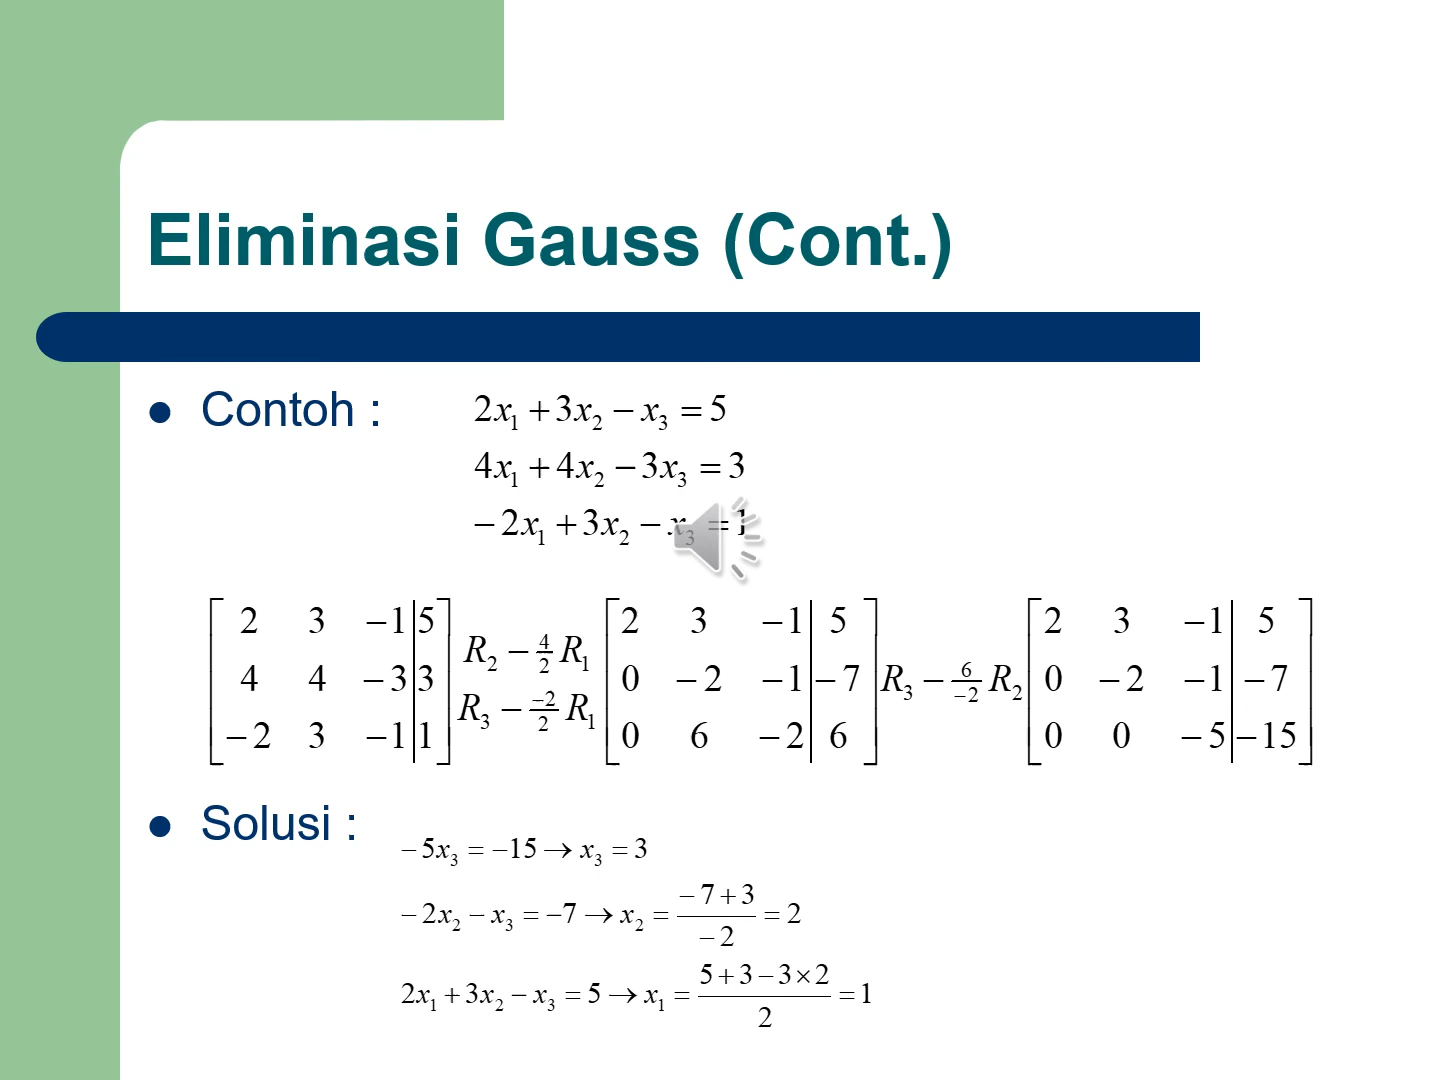 Eliminasi Gauss (Cont.)
● Contoh :
2x₁ + 3x₂ − x₃ = 5
4x₁ + 4x₂ − 3x₃ = 3
−2x₁ + 3x₂ − x₃ = 1
[ 2 3 −1 | 5 ] [ 2 3 −1 | 5 ] [ 2 3 −1 | 5 ]
R₂ − 4/2 R₁
[ 4 4 −3 | 3 ] [ 0 −2 −1 | −7 ] R₃ − 6/−2 R₂ [ 0 −2 −1 | −7 ]
R₃ − −2/2 R₁
[ −2 3 −1 | 1 ] [ 0 6 −2 | 6 ] [ 0 0 −5 | −15 ]
● Solusi :
−5x₃ = −15 → x₃ = 3
−2x₂ − x₃ = −7 → x₂ = (−7 + 3)/−2 = 2
2x₁ + 3x₂ − x₃ = 5 → x₁ = (5 + 3 − 3 × 2)/2 = 1